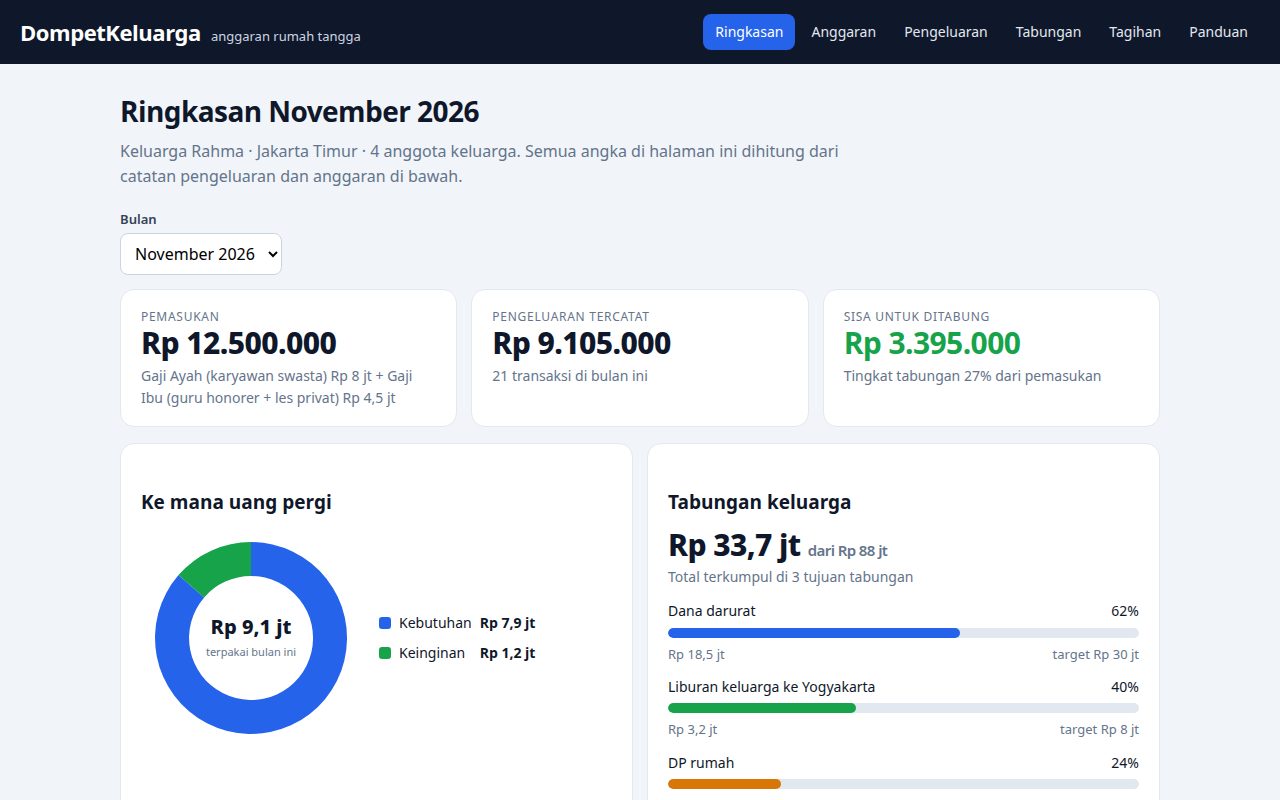 DompetKeluarga anggaran rumah tangga
Ringkasan Anggaran Pengeluaran Tabungan Tagihan Panduan
Ringkasan November 2026
Keluarga Rahma · Jakarta Timur · 4 anggota keluarga. Semua angka di halaman ini dihitung dari
catatan pengeluaran dan anggaran di bawah.
Bulan
November 2026
PEMASUKAN
Rp 12.500.000
Gaji Ayah (karyawan swasta) Rp 8 jt + Gaji
Ibu (guru honorer + les privat) Rp 4,5 jt
PENGELUARAN TERCATAT
Rp 9.105.000
21 transaksi di bulan ini
SISA UNTUK DITABUNG
Rp 3.395.000
Tingkat tabungan 27% dari pemasukan
Ke mana uang pergi
Rp 9,1 jt
terpakai bulan ini
Kebutuhan Rp 7,9 jt
Keinginan Rp 1,2 jt
Tabungan keluarga
Rp 33,7 jt dari Rp 88 jt
Total terkumpul di 3 tujuan tabungan
Dana darurat 62%
Rp 18,5 jt target Rp 30 jt
Liburan keluarga ke Yogyakarta 40%
Rp 3,2 jt target Rp 8 jt
DP rumah 24%